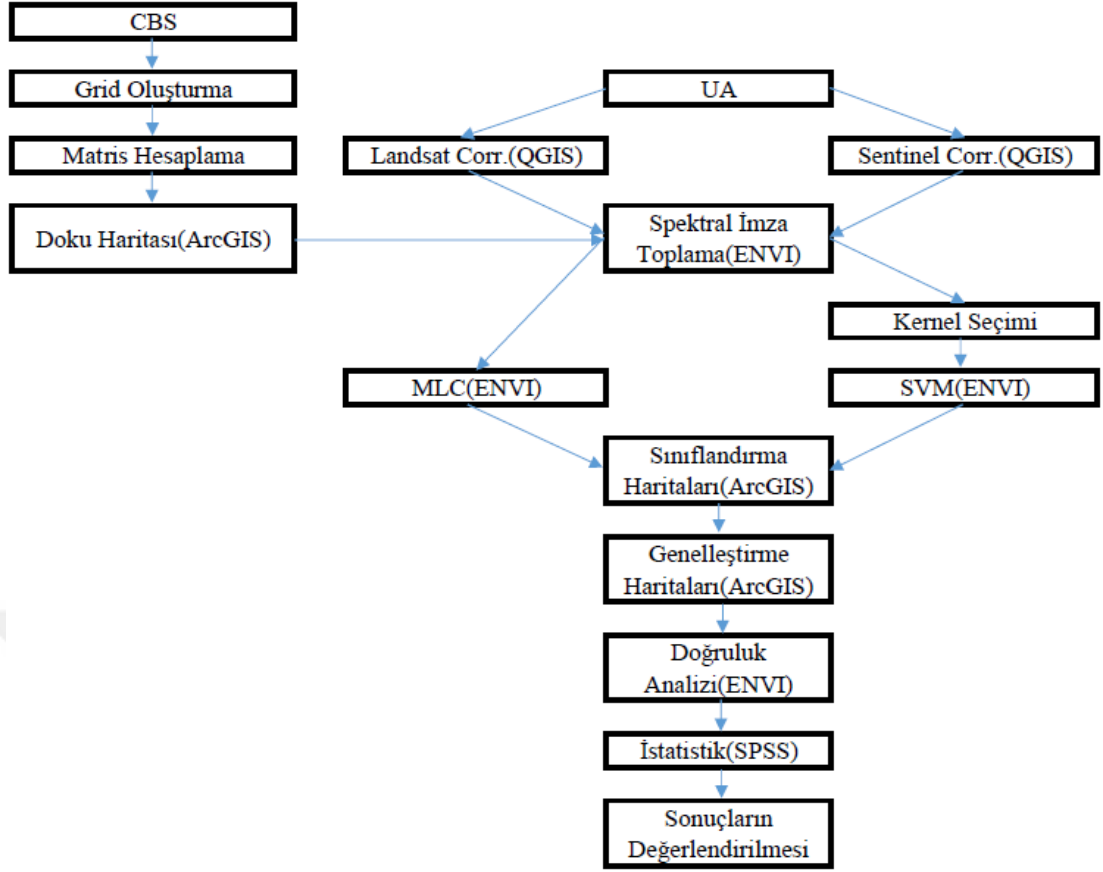 CBS
Grid Oluşturma
UA
Matris Hesaplama
Landsat Corr.(QGIS)
Sentinel Corr.(QGIS)
Doku Haritası(ArcGIS)
Spektral İmza
Toplama(ENVI)
Kernel Seçimi
MLC(ENVI)
SVM(ENVI)
Sınıflandırma
Haritaları(ArcGIS)
Genelleştirme
Haritaları(ArcGIS)
Doğruluk
Analizi(ENVI)
İstatistik(SPSS)
Sonuçların
Değerlendirilmesi